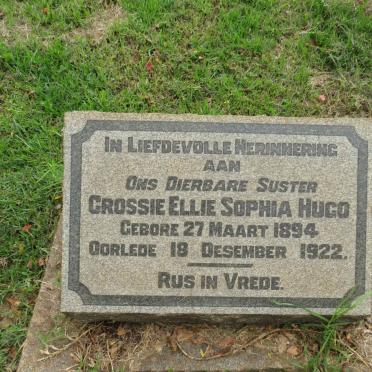 IN LIEFDEVOLLE HERINNERING
AAN
ONS DIERBARE SUSTER
CROSSIE ELLIE SOPHIA HUGO
GEBORE 27 MAART 1894.
OORLEDE 18 DESEMBER 1922.
RUS IN VREDE.